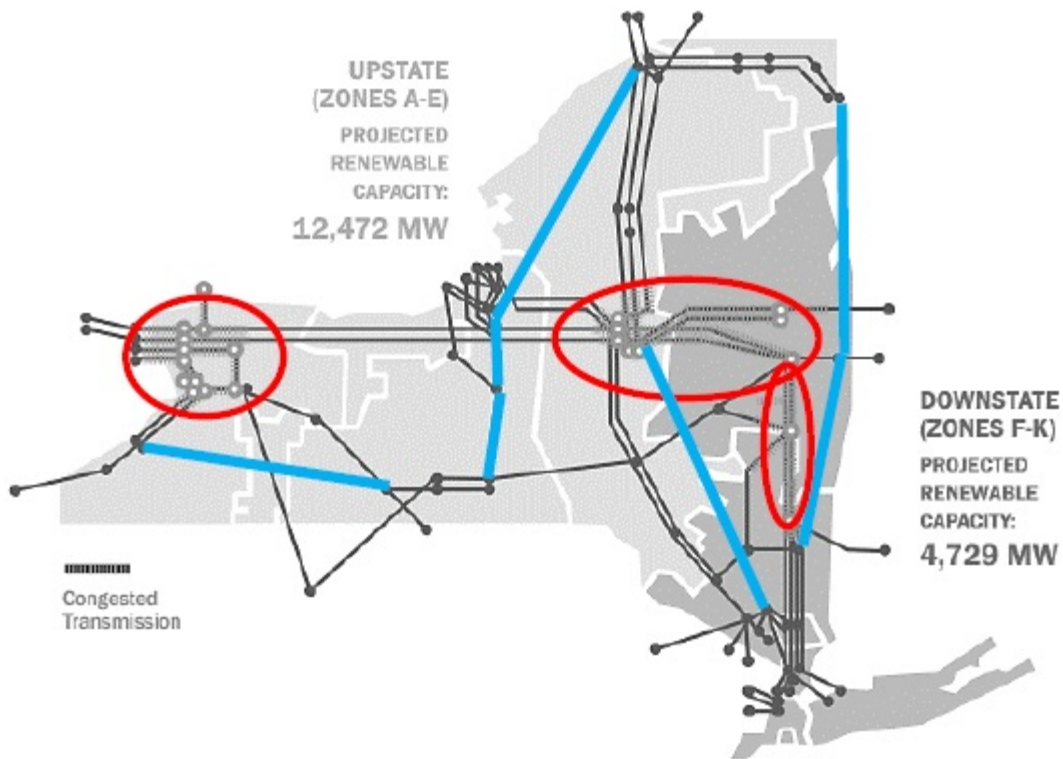 UPSTATE
(ZONES A-E)
PROJECTED
RENEWABLE
CAPACITY:
12,472 MW
DOWNSTATE
(ZONES F-K)
PROJECTED
RENEWABLE
CAPACITY:
4,729 MW
Congested
Transmission